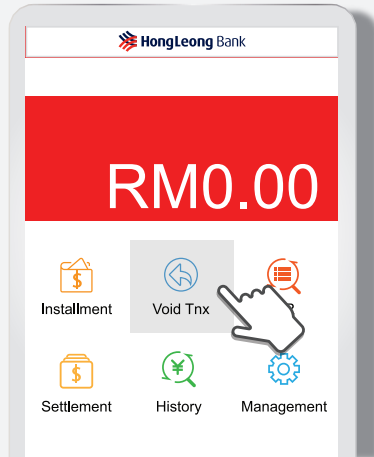 HongLeong Bank
RM0.00
Installment
Void Tnx
Settlement
History
Management